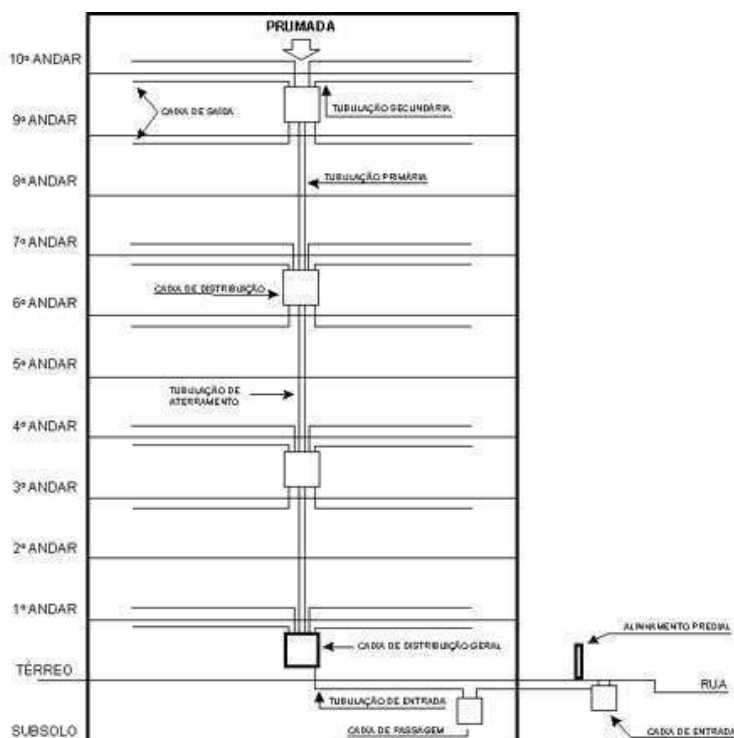 PRUMADA
10º ANDAR
TUBULAÇÃO SECUNDÁRIA
CAIXA DE SAÍDA
9º ANDAR
8º ANDAR
TUBULAÇÃO PRIMÁRIA
7º ANDAR
CAIXA DE DISTRIBUIÇÃO
6º ANDAR
5º ANDAR
TUBULAÇÃO DE
ATERRAMENTO
4º ANDAR
3º ANDAR
2º ANDAR
1º ANDAR
ALINHAMENTO PREDIAL
CAIXA DE DISTRIBUIÇÃO GERAL
TÉRREO
RUA
TUBULAÇÃO DE ENTRADA
SUBSOLO
CAIXA DE PASSAGEM
CAIXA DE ENTRADA